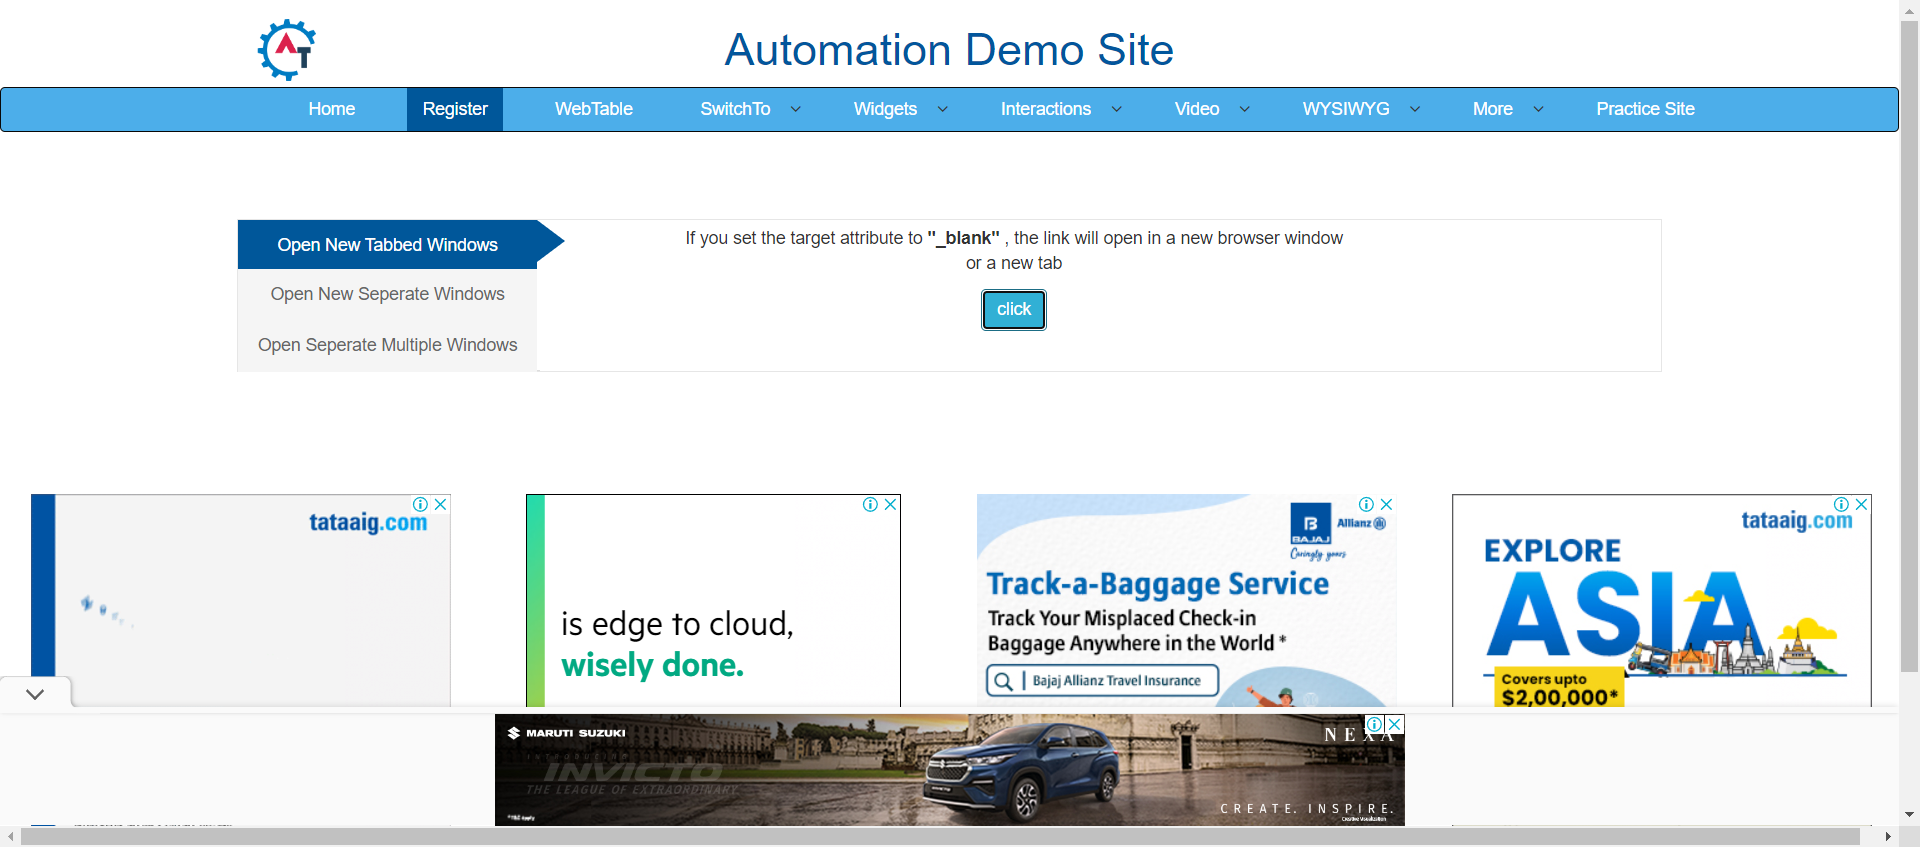 AT
Automation Demo Site
Home Register WebTable SwitchTo Widgets Interactions Video WYSIWYG More Practice Site
Open New Tabbed Windows
Open New Seperate Windows
Open Seperate Multiple Windows
If you set the target attribute to "_blank" , the link will open in a new browser window
or a new tab
click
tataaig.com
is edge to cloud,
wisely done.
BAJAJ Allianz
Caringly yours
Track-a-Baggage Service
Track Your Misplaced Check-in
Baggage Anywhere in the World *
Bajaj Allianz Travel Insurance
tataaig.com
EXPLORE
ASIA
Covers upto
$2,00,000*
MARUTI SUZUKI
INTRODUCING
INVICTO
THE LEAGUE OF EXTRAORDINARY
NEXA
CREATE. INSPIRE.
Creative visualization.